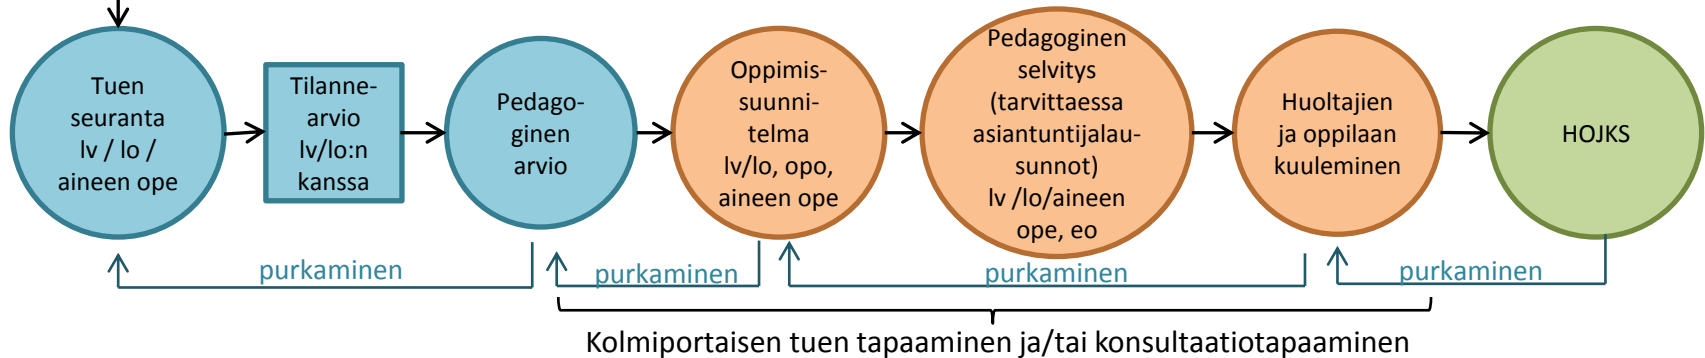 Tuen
seuranta
lv / lo /
aineen ope
Tilanne-
arvio
lv/lo:n
kanssa
Pedago-
ginen
arvio
Oppimis-
suunni-
telma
lv/lo, opo,
aineen ope
Pedagoginen
selvitys
(tarvittaessa
asiantuntijalau-
sunnot)
lv /lo/aineen
ope, eo
Huoltajien
ja oppilaan
kuuleminen
HOJKS
purkaminen
purkaminen
purkaminen
purkaminen
Kolmiportaisen tuen tapaaminen ja/tai konsultaatiotapaaminen